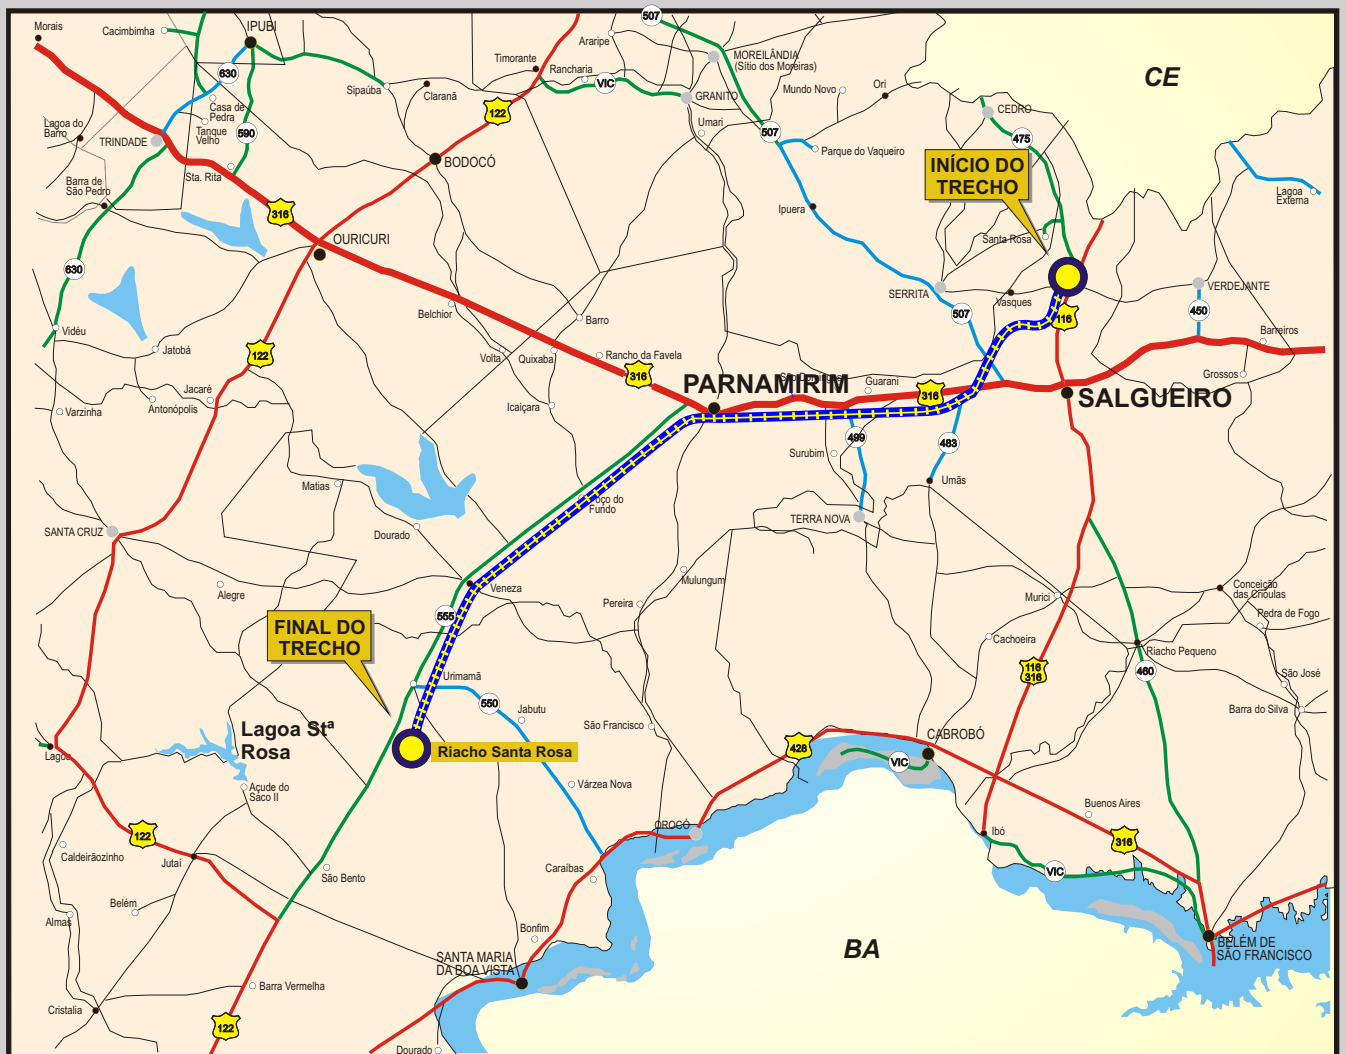 Morais
Cacimbinha
IPUBI
507
Araripe
MOREILÂNDIA
(Sítio dos Moreiras)
CE
Timorante
Rancharia
VIC
630
Sipaúba
Claranã
122
GRANITO
Mundo Novo
Ori
CEDRO
Casa de
Pedra
Tanque
Velho
590
Umari
507
475
Lagoa do
Barro
TRINDADE
BODOCÓ
Parque do Vaqueiro
INÍCIO DO
TRECHO
Sta. Rita
Barra de
São Pedro
Lagoa
Externa
316
Ipuera
OURICURI
Santa Rosa
630
SERRITA
Vasques
VERDEJANTE
Belchior
Barro
507
116
450
Vidéu
Barreiros
Jatobá
122
Volta
Quixaba
Rancho da Favela
316
PARNAMIRIM
Guarani
316
Grossos
Jacaré
Antonópolis
SALGUEIRO
Varzinha
Icaiçara
499
483
Surubim
Matias
Umãs
Poço do
Fundo
TERRA NOVA
SANTA CRUZ
Dourado
Mulungum
Alegre
Veneza
Conceição
das Crioulas
Murici
Pereira
Pedra de Fogo
555
FINAL DO
TRECHO
Cachoeira
Riacho Pequeno
116
316
460
Urimamã
São José
550
Jabutu
Barra do Silva
São Francisco
Lagoa Stª
Rosa
Riacho Santa Rosa
428
CABROBÓ
VIC
Lagoa
Açude do
Saco II
Várzea Nova
Buenos Aires
OROCÓ
Ibó
316
122
Caldeirãozinho
Jutaí
Caraíbas
VIC
São Bento
Belém
Almas
Bonfim
BA
BELÉM DE
SÃO FRANCISCO
SANTA MARIA
DA BOA VISTA
Barra Vermelha
Cristalia
122
Dourado